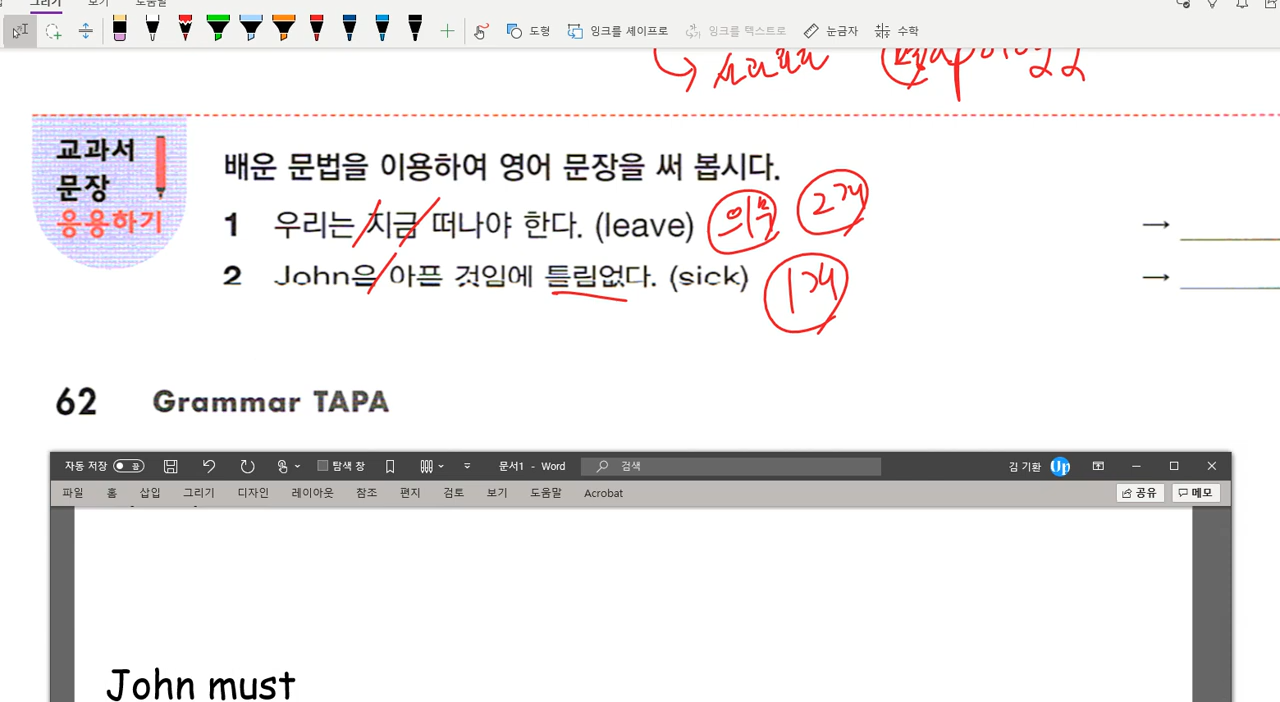 그리기 보기 도움말
도형 잉크를 셰이프로 잉크를 텍스트로 눈금자 수학
교과서
문장
응용하기
배운 문법을 이용하여 영어 문장을 써 봅시다.
1 우리는 지금 떠나야 한다. (leave) 의무 2개 →
2 John은 아픈 것임에 틀림없다. (sick) 1개 →
62 Grammar TAPA
자동 저장 끔 탐색 창 문서1 - Word 검색 김 기환 Up
파일 홈 삽입 그리기 디자인 레이아웃 참조 편지 검토 보기 도움말 Acrobat 공유 메모
John must